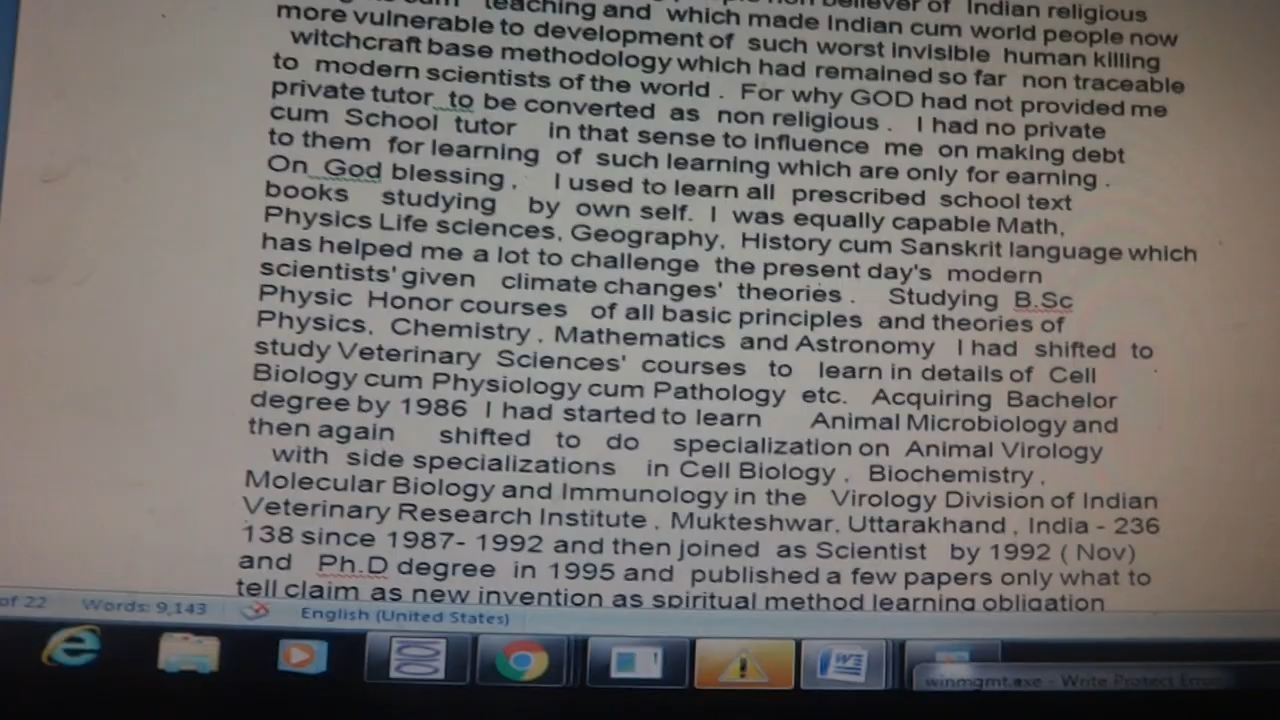 teaching and which made Indian cum world people now
believer of Indian religious
more vulnerable to development of such worst invisible human killing
witchcraft base methodology which had remained so far non traceable
to modern scientists of the world . For why GOD had not provided me
private tutor to be converted as non religious . I had no private
cum School tutor in that sense to influence me on making debt
to them for learning of such learning which are only for earning .
On God blessing , I used to learn all prescribed school text
books studying by own self. I was equally capable Math,
Physics Life sciences, Geography, History cum Sanskrit language which
has helped me a lot to challenge the present day's modern
scientists' given climate changes' theories . Studying B.Sc
Physic Honor courses of all basic principles and theories of
Physics, Chemistry , Mathematics and Astronomy I had shifted to
study Veterinary Sciences' courses to learn in details of Cell
Biology cum Physiology cum Pathology etc. Acquiring Bachelor
degree by 1986 I had started to learn Animal Microbiology and
then again shifted to do specialization on Animal Virology
with side specializations in Cell Biology , Biochemistry ,
Molecular Biology and Immunology in the Virology Division of Indian
Veterinary Research Institute , Mukteshwar, Uttarakhand , India - 236
138 since 1987- 1992 and then joined as Scientist by 1992 ( Nov)
and Ph.D degree in 1995 and published a few papers only what to
tell claim as new invention as spiritual method learning obligation
of 22 Words: 9,143 English (United States)
winmgmt.exe - Write Protect Error